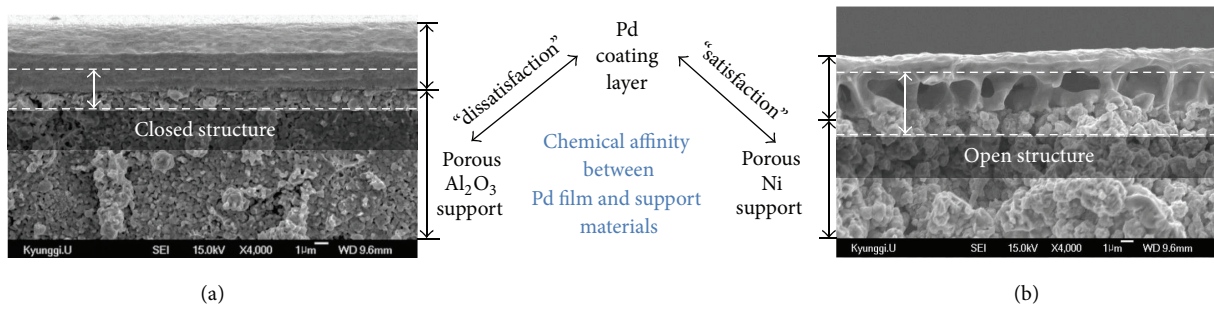 Closed structure
Kyunggi.U SEI 15.0kV X4,000 1μm WD 9.6mm
(a)
Pd
coating
layer
“dissatisfaction”
“satisfaction”
Porous
Al₂O₃
support
Chemical affinity
between
Pd film and support
materials
Porous
Ni
support
Open structure
Kyunggi.U SEI 15.0kV X4,000 1μm WD 9.6mm
(b)